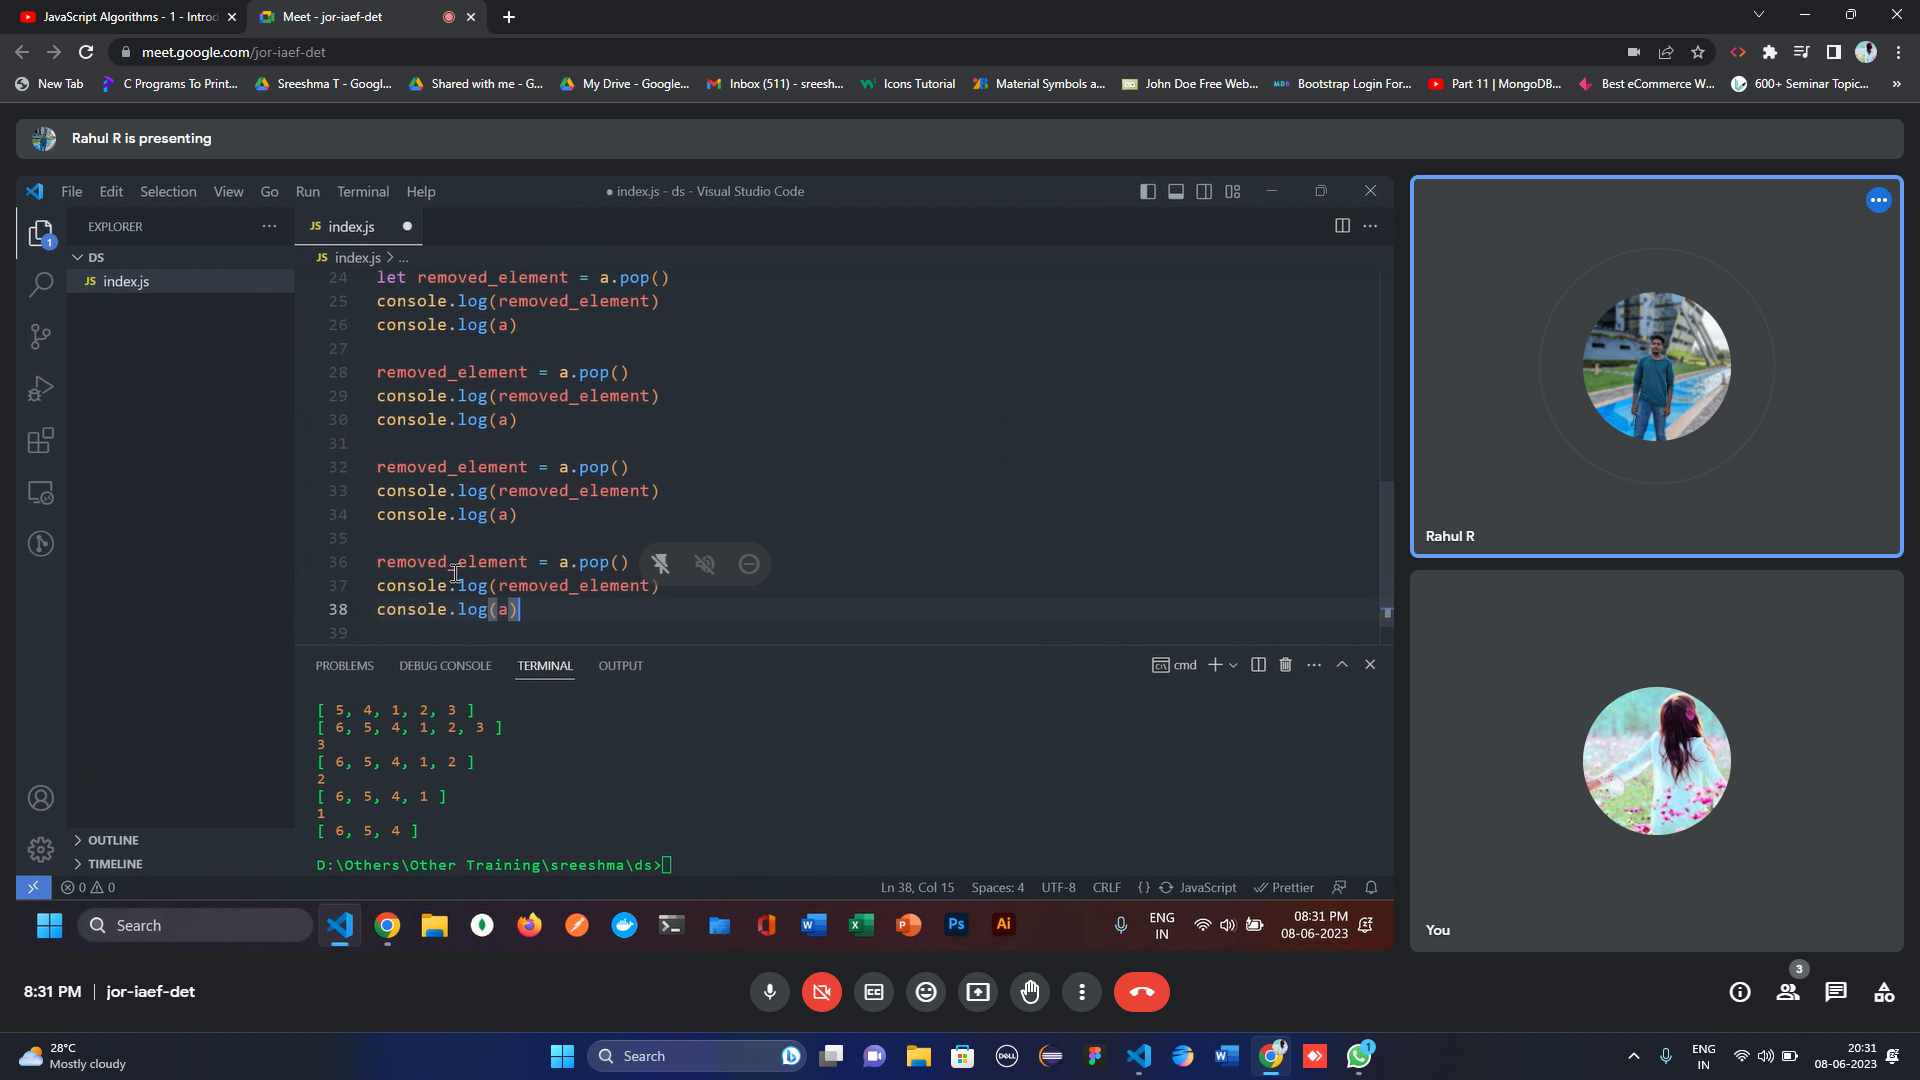 JavaScript Algorithms - 1 - Introd
Meet - jor-iaef-det
meet.google.com/jor-iaef-det
New Tab
C Programs To Print...
Sreeshma T - Googl...
Shared with me - G...
My Drive - Google...
Inbox (511) - sreesh...
Icons Tutorial
Material Symbols a...
John Doe Free Web...
Bootstrap Login For...
Part 11 | MongoDB...
Best eCommerce W...
600+ Seminar Topic...
Rahul R is presenting
File Edit Selection View Go Run Terminal Help
● index.js - ds - Visual Studio Code
EXPLORER
JS index.js
JS index.js > ...
1
DS
JS index.js
24 let removed_element = a.pop()
25 console.log(removed_element)
26 console.log(a)
27
28 removed_element = a.pop()
29 console.log(removed_element)
30 console.log(a)
31
32 removed_element = a.pop()
33 console.log(removed_element)
34 console.log(a)
35
36 removed_element = a.pop()
37 console.log(removed_element)
38 console.log(a)
39
PROBLEMS DEBUG CONSOLE TERMINAL OUTPUT
cmd
[ 5, 4, 1, 2, 3 ]
[ 6, 5, 4, 1, 2, 3 ]
3
[ 6, 5, 4, 1, 2 ]
2
[ 6, 5, 4, 1 ]
1
[ 6, 5, 4 ]
D:\Others\Other Training\sreeshma\ds>
OUTLINE
TIMELINE
0 0
Ln 38, Col 15 Spaces: 4 UTF-8 CRLF {} JavaScript Prettier
Search
W X P Ps Ai
ENG
IN
08:31 PM
08-06-2023
Rahul R
You
8:31 PM | jor-iaef-det
3
28°C
Mostly cloudy
Search
DELL
W
1
ENG
IN
20:31
08-06-2023